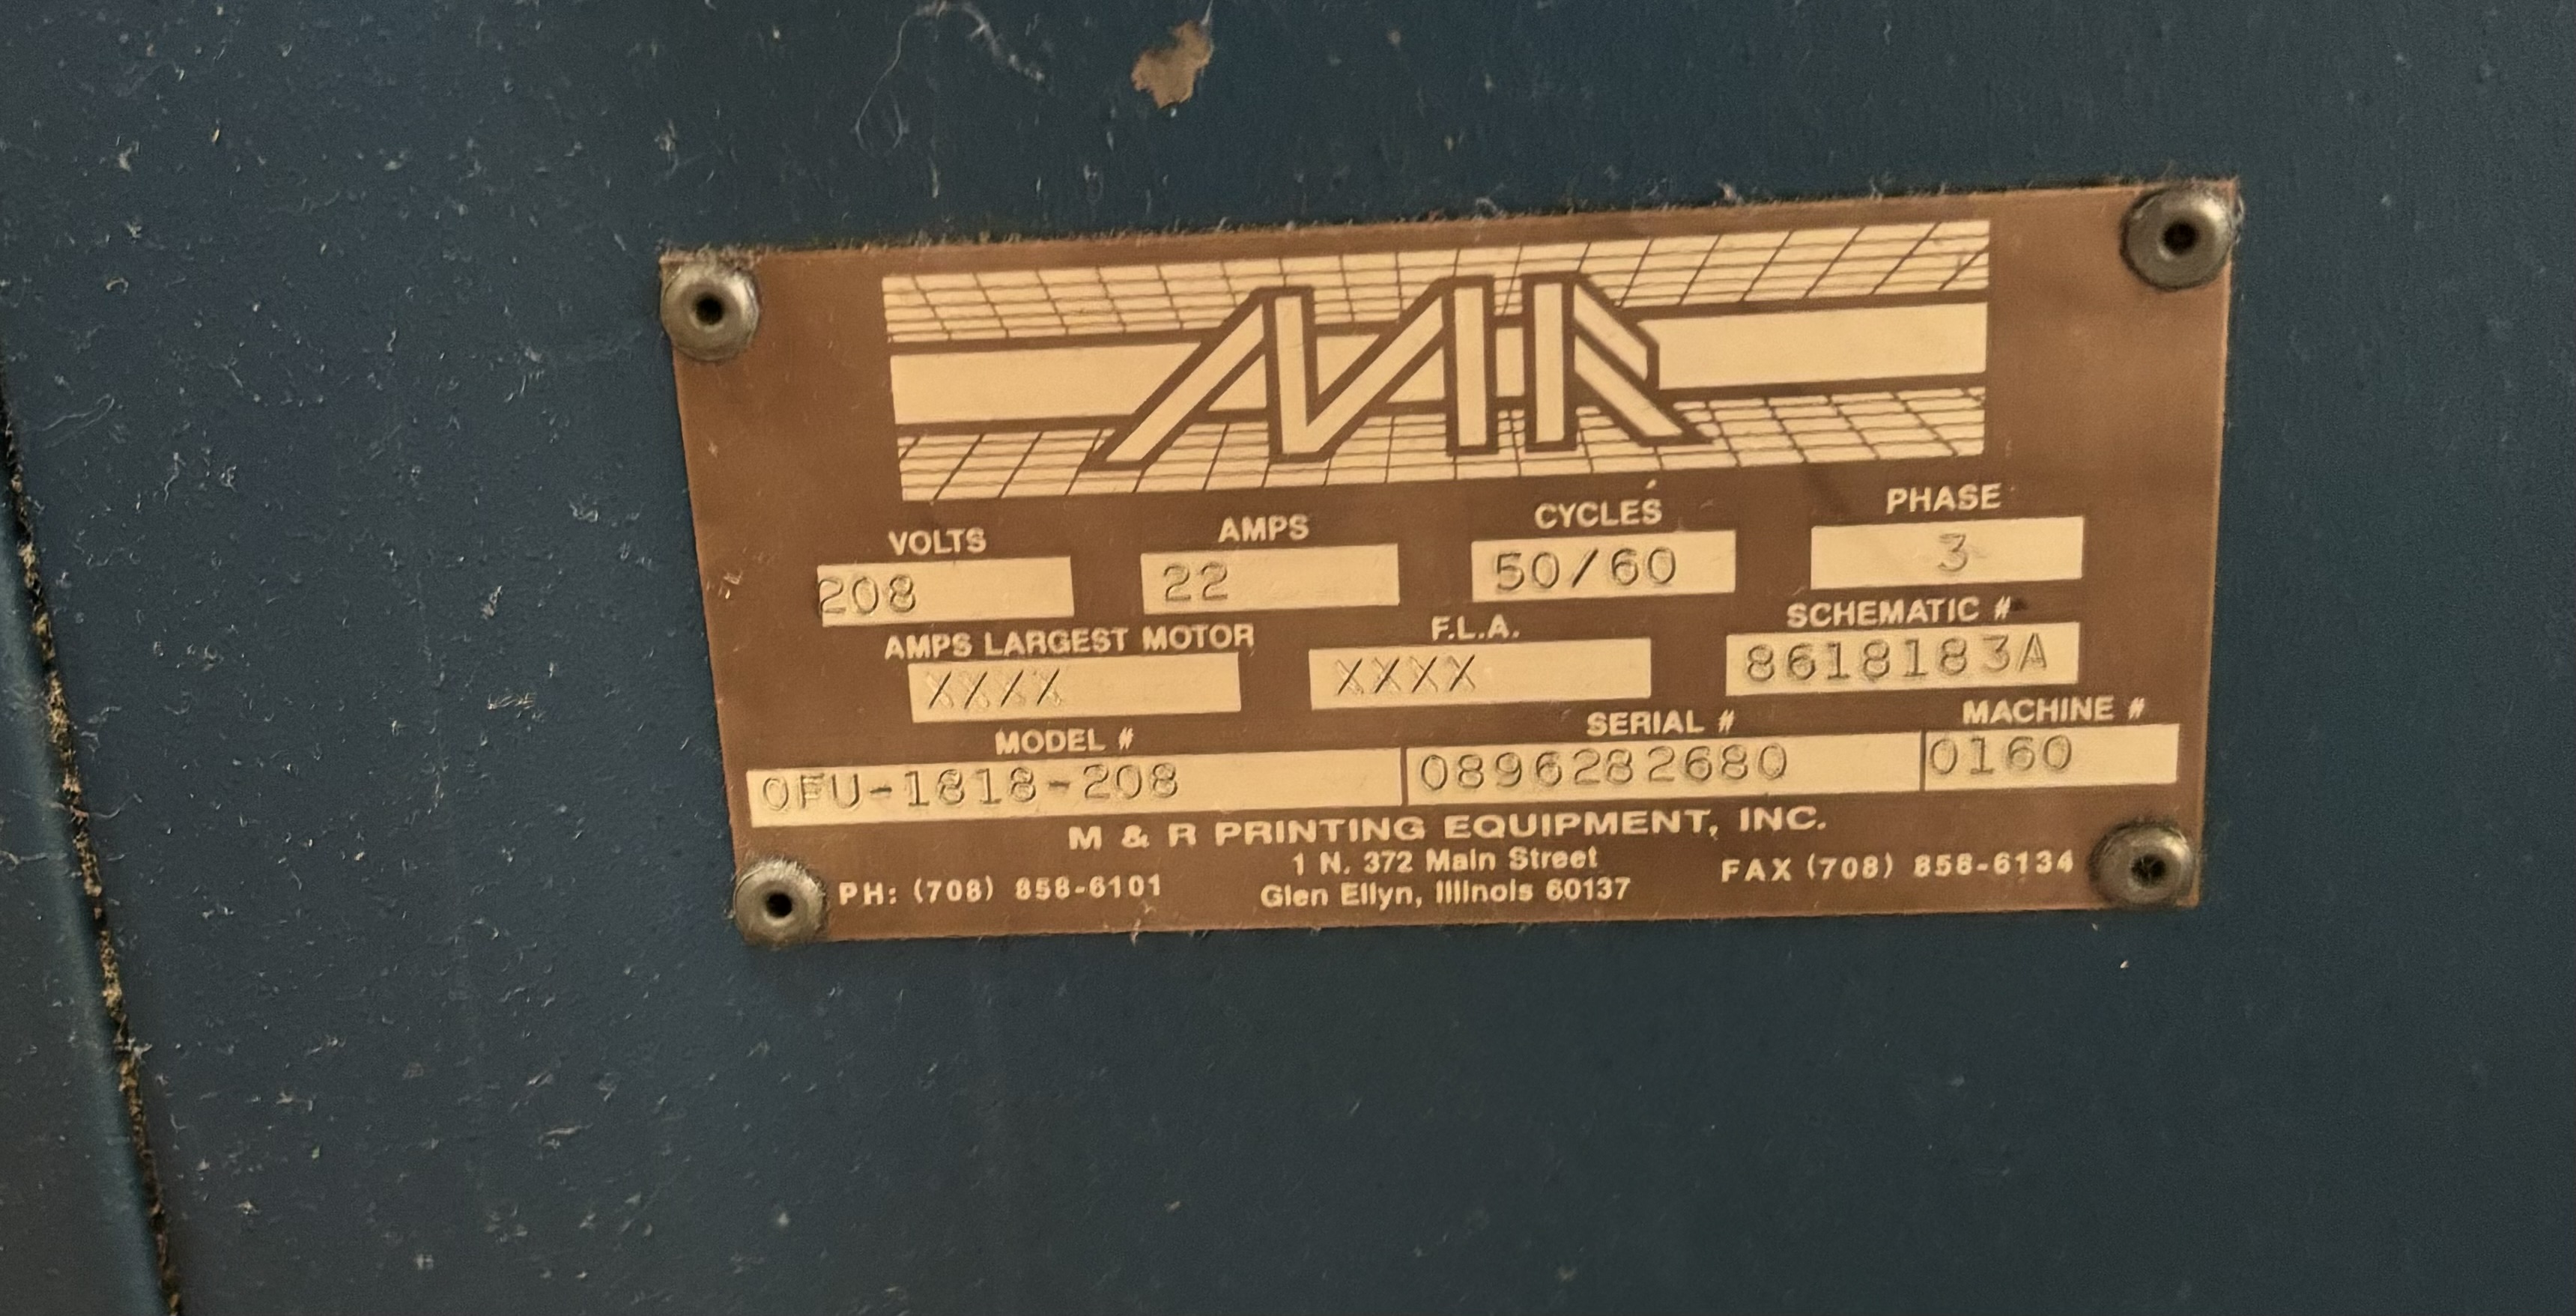 MR
VOLTS AMPS CYCLES PHASE
208 22 50/60 3
AMPS LARGEST MOTOR F.L.A. SCHEMATIC #
XXXX XXXX 8618183A
MODEL # SERIAL # MACHINE #
OFU-1818-208 0896282680 0160
M & R PRINTING EQUIPMENT, INC.
1 N. 372 Main Street
PH: (708) 858-6101 Glen Ellyn, Illinois 60137 FAX (708) 858-6134